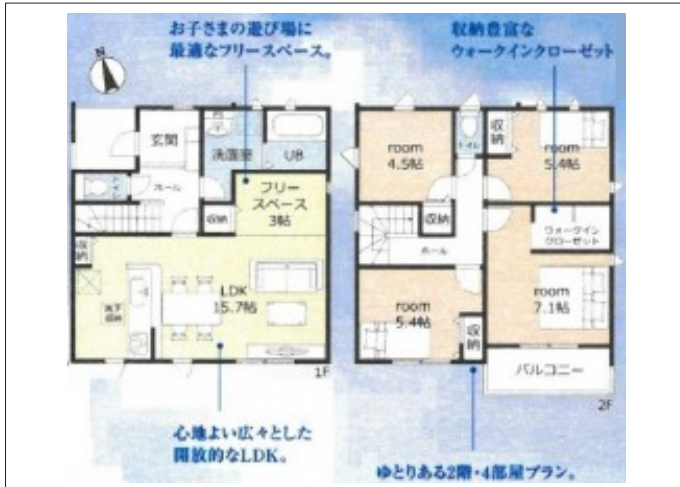 お子さまの遊び場に
最適なフリースペース。
収納豊富な
ウォークインクローゼット
N
玄関
洗面室
UB
トイレ
ホール
フリー
スペース
3帖
収納
収納
LDK
15.7帖
床下
収納
1F
room
4.5帖
トイレ
収納
room
5.4帖
収納
ホール
ウォークイン
クローゼット
room
5.4帖
収納
room
7.1帖
バルコニー
2F
心地よい広々とした
開放的なLDK。
ゆとりある2階・4部屋プラン。